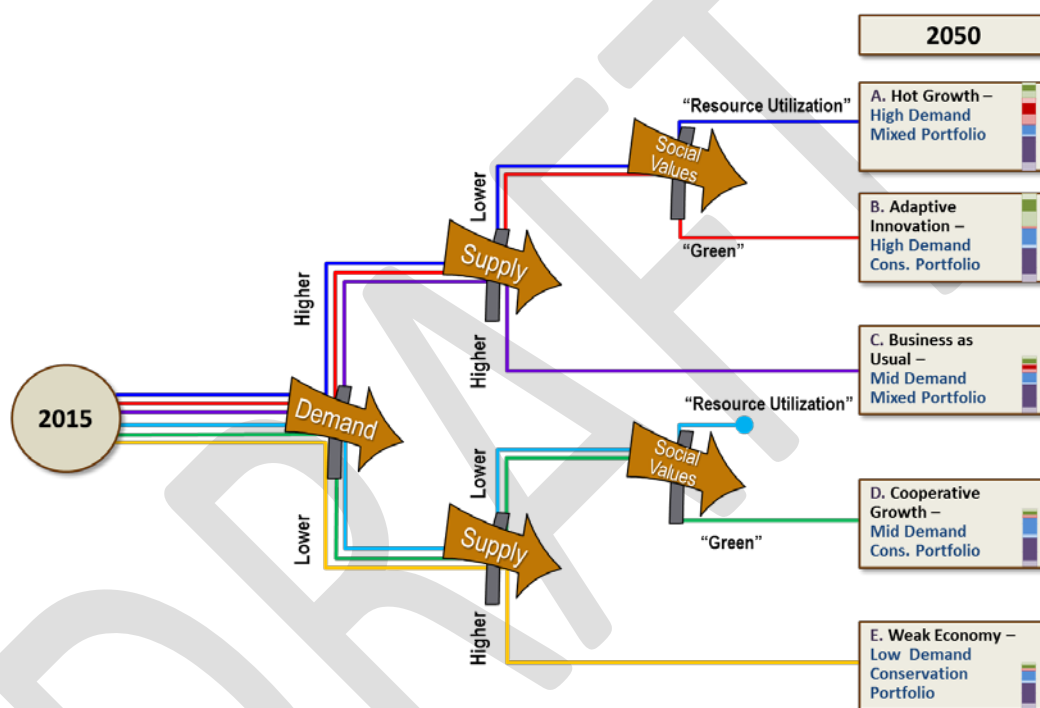 2050
"Resource Utilization"
A. Hot Growth –
High Demand
Mixed Portfolio
Social
Values
Lower
"Green"
B. Adaptive
Innovation –
High Demand
Cons. Portfolio
Supply
Higher
Higher
C. Business as
Usual –
Mid Demand
Mixed Portfolio
2015
Demand
"Resource Utilization"
Social
Values
Lower
D. Cooperative
Growth –
Mid Demand
Cons. Portfolio
"Green"
Lower
Supply
Higher
E. Weak Economy –
Low Demand
Conservation
Portfolio
DRAFT